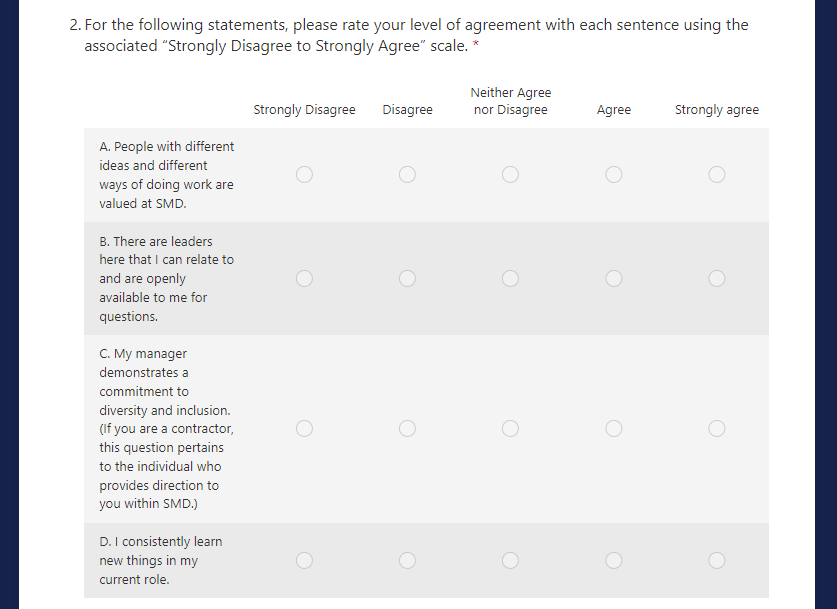 2. For the following statements, please rate your level of agreement with each sentence using the
associated “Strongly Disagree to Strongly Agree” scale. *
Neither Agree
Strongly Disagree Disagree nor Disagree Agree Strongly agree
A. People with different
ideas and different
ways of doing work are
valued at SMD.
B. There are leaders
here that I can relate to
and are openly
available to me for
questions.
C. My manager
demonstrates a
commitment to
diversity and inclusion.
(If you are a contractor,
this question pertains
to the individual who
provides direction to
you within SMD.)
D. I consistently learn
new things in my
current role.